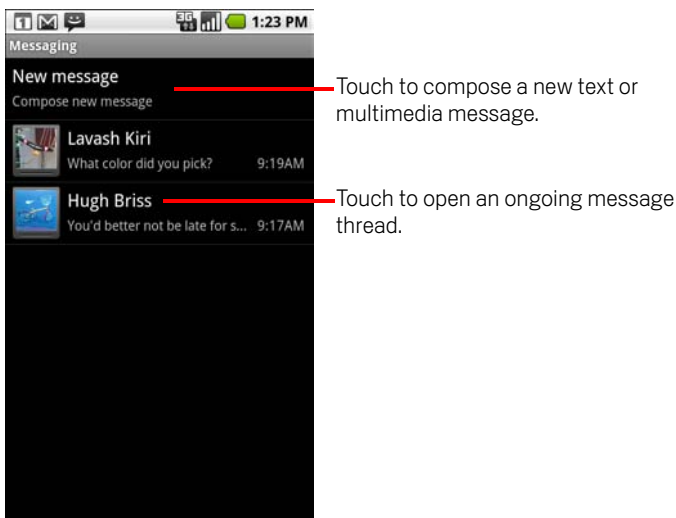 1 3G 1:23 PM
Messaging
New message
Compose new message
Touch to compose a new text or
multimedia message.
Lavash Kiri
What color did you pick? 9:19AM
Hugh Briss
You'd better not be late for s... 9:17AM
Touch to open an ongoing message
thread.